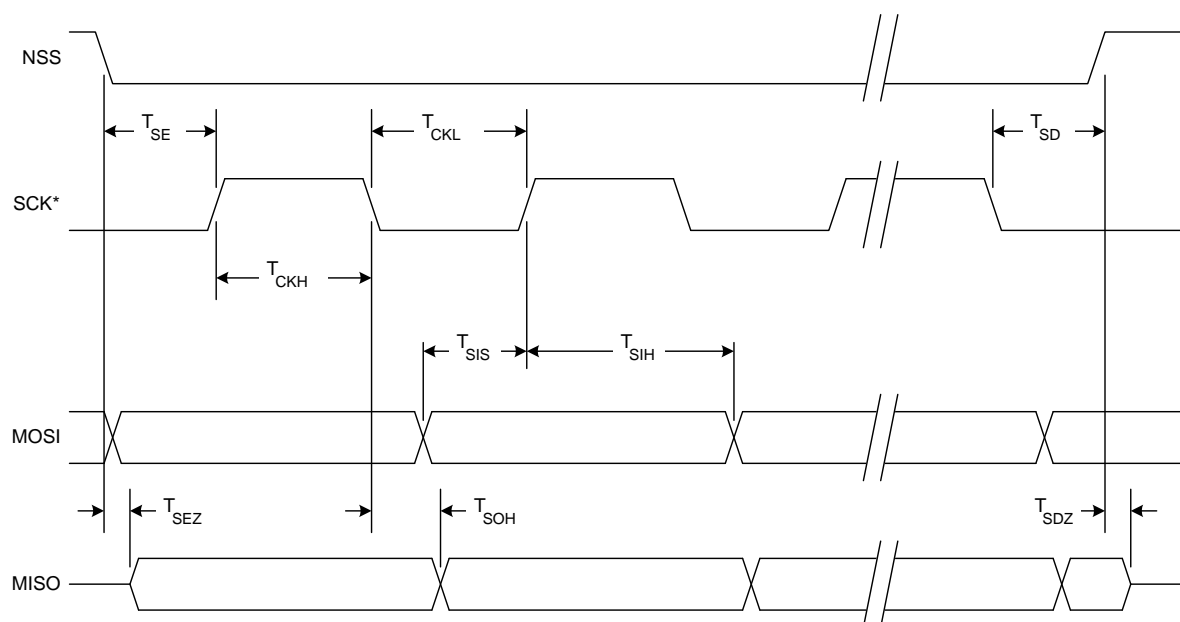 NSS
T_SE
T_CKL
T_SD
SCK*
T_CKH
T_SIS
T_SIH
MOSI
T_SEZ
T_SOH
T_SDZ
MISO